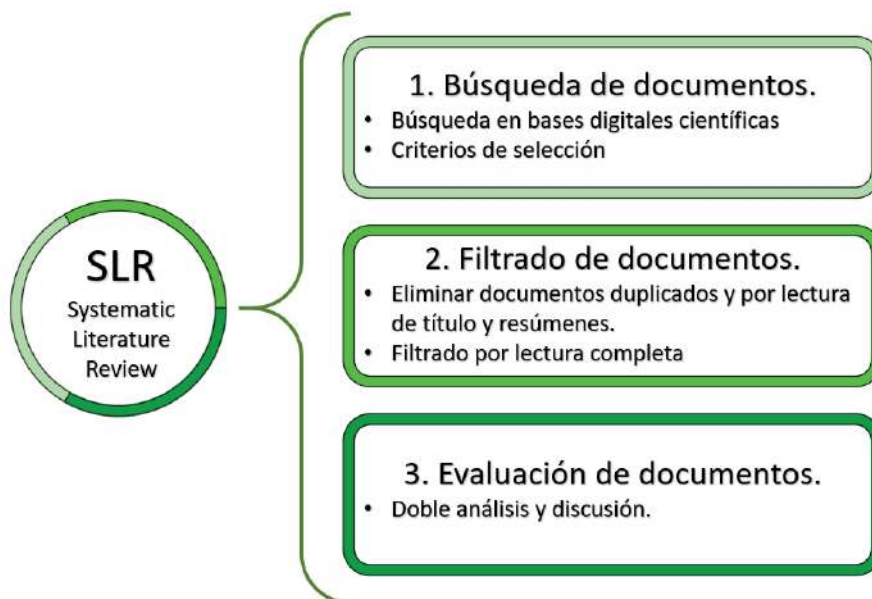 SLR
Systematic
Literature
Review
1. Búsqueda de documentos.
• Búsqueda en bases digitales científicas
• Criterios de selección
2. Filtrado de documentos.
• Eliminar documentos duplicados y por lectura
de título y resúmenes.
• Filtrado por lectura completa
3. Evaluación de documentos.
• Doble análisis y discusión.